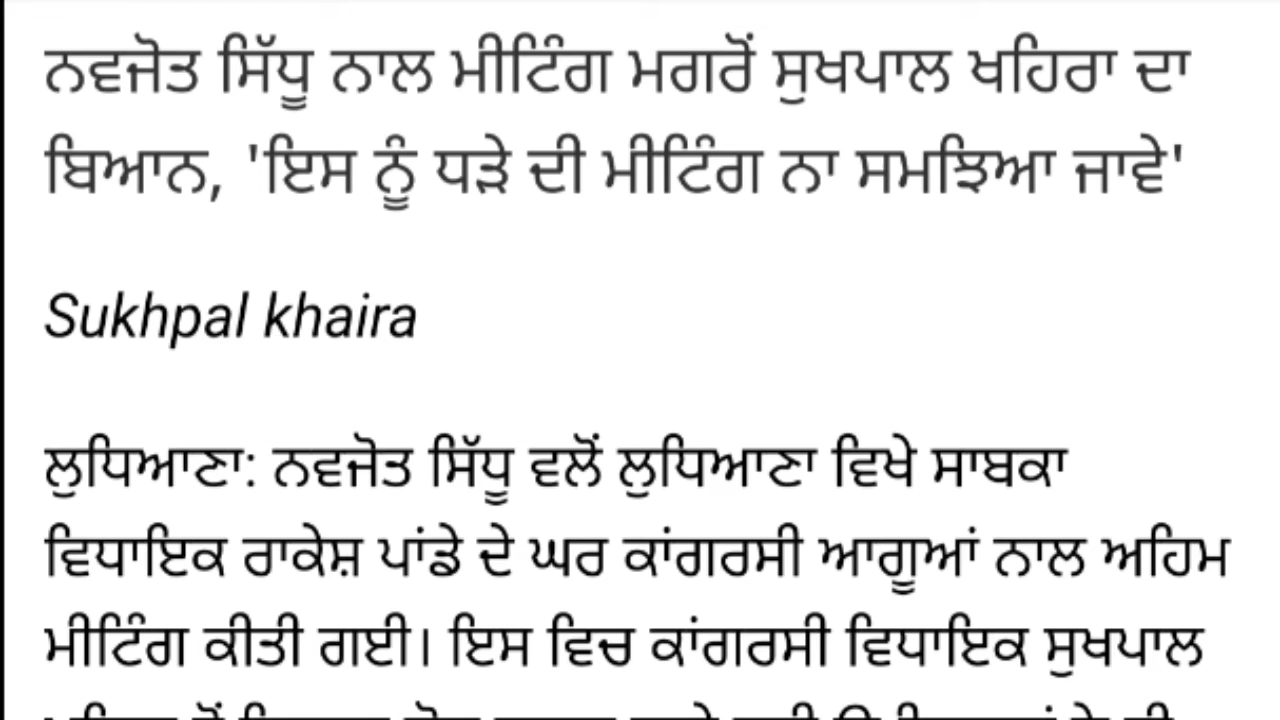 ਨਵਜੋਤ ਸਿੱਧੂ ਨਾਲ ਮੀਟਿੰਗ ਮਗਰੋਂ ਸੁਖਪਾਲ ਖਹਿਰਾ ਦਾ
ਬਿਆਨ, 'ਇਸ ਨੂੰ ਧੜੇ ਦੀ ਮੀਟਿੰਗ ਨਾ ਸਮਝਿਆ ਜਾਵੇ'
Sukhpal khaira
ਲੁਧਿਆਣਾ: ਨਵਜੋਤ ਸਿੱਧੂ ਵਲੋਂ ਲੁਧਿਆਣਾ ਵਿਖੇ ਸਾਬਕਾ
ਵਿਧਾਇਕ ਰਾਕੇਸ਼ ਪਾਂਡੇ ਦੇ ਘਰ ਕਾਂਗਰਸੀ ਆਗੂਆਂ ਨਾਲ ਅਹਿਮ
ਮੀਟਿੰਗ ਕੀਤੀ ਗਈ। ਇਸ ਵਿਚ ਕਾਂਗਰਸੀ ਵਿਧਾਇਕ ਸੁਖਪਾਲ